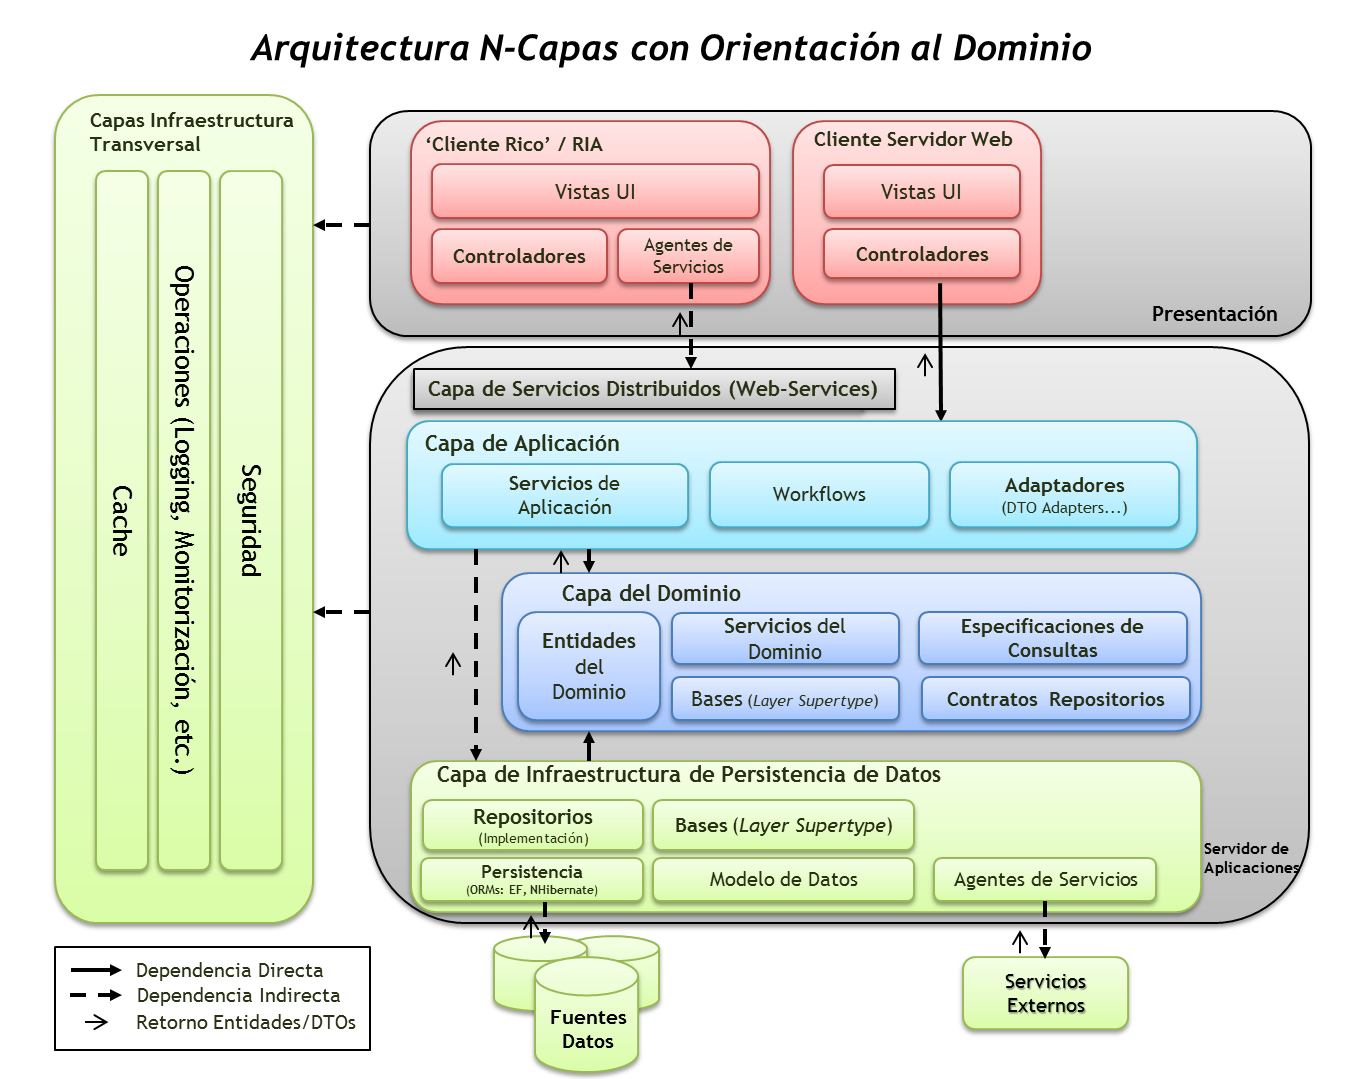 Arquitectura N-Capas con Orientación al Dominio
Capas Infraestructura
Transversal
Cache
Operaciones (Logging, Monitorización, etc.)
Seguridad
‘Cliente Rico’ / RIA
Vistas UI
Controladores
Agentes de
Servicios
Cliente Servidor Web
Vistas UI
Controladores
Presentación
Capa de Servicios Distribuidos (Web-Services)
Capa de Aplicación
Servicios de
Aplicación
Workflows
Adaptadores
(DTO Adapters...)
Capa del Dominio
Entidades
del
Dominio
Servicios del
Dominio
Especificaciones de
Consultas
Bases (Layer Supertype)
Contratos Repositorios
Capa de Infraestructura de Persistencia de Datos
Repositorios
(Implementación)
Bases (Layer Supertype)
Persistencia
(ORMs: EF, NHibernate)
Modelo de Datos
Agentes de Servicios
Servidor de
Aplicaciones
Fuentes
Datos
Servicios
Externos
Dependencia Directa
Dependencia Indirecta
Retorno Entidades/DTOs